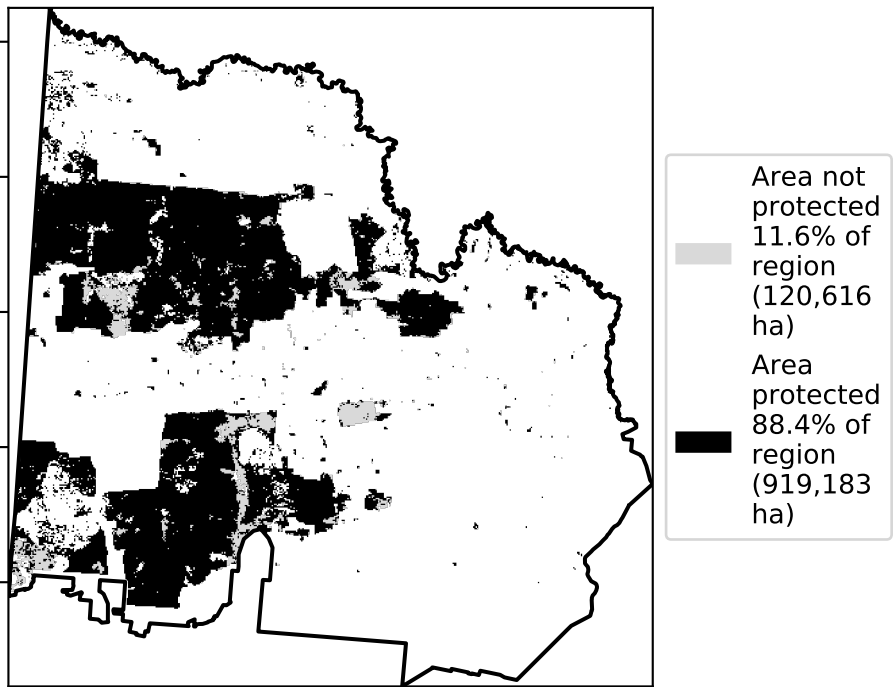 Area not
protected
11.6% of
region
(120,616
ha)
Area
protected
88.4% of
region
(919,183
ha)